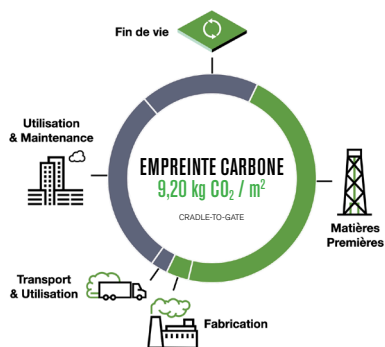 Fin de vie
Utilisation
& Maintenance
EMPREINTE CARBONE
9,20 kg CO₂ / m²
CRADLE-TO-GATE
Matières
Premières
Transport
& Utilisation
Fabrication